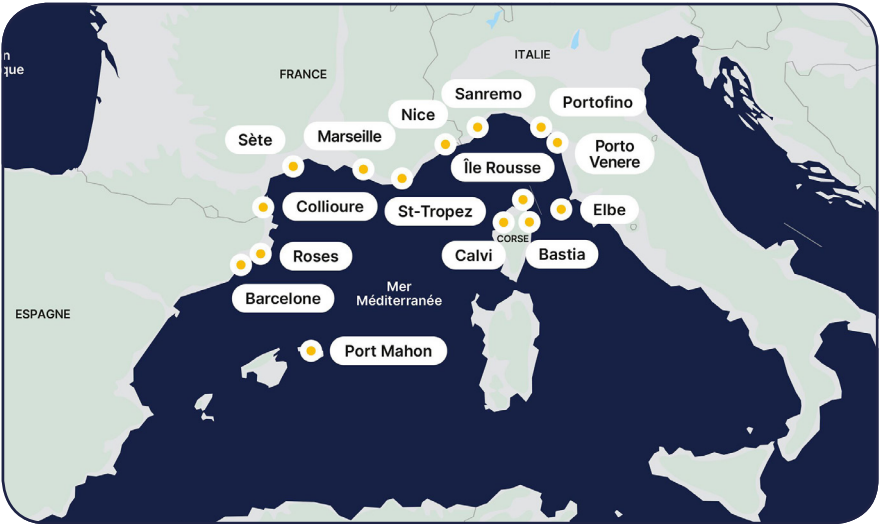 n
que
ITALIE
FRANCE
Sanremo
Portofino
Nice
Marseille
Sète
Porto
Venere
Île Rousse
Collioure
St-Tropez
Elbe
CORSE
Calvi
Bastia
Roses
Mer
Méditerranée
Barcelone
ESPAGNE
Port Mahon